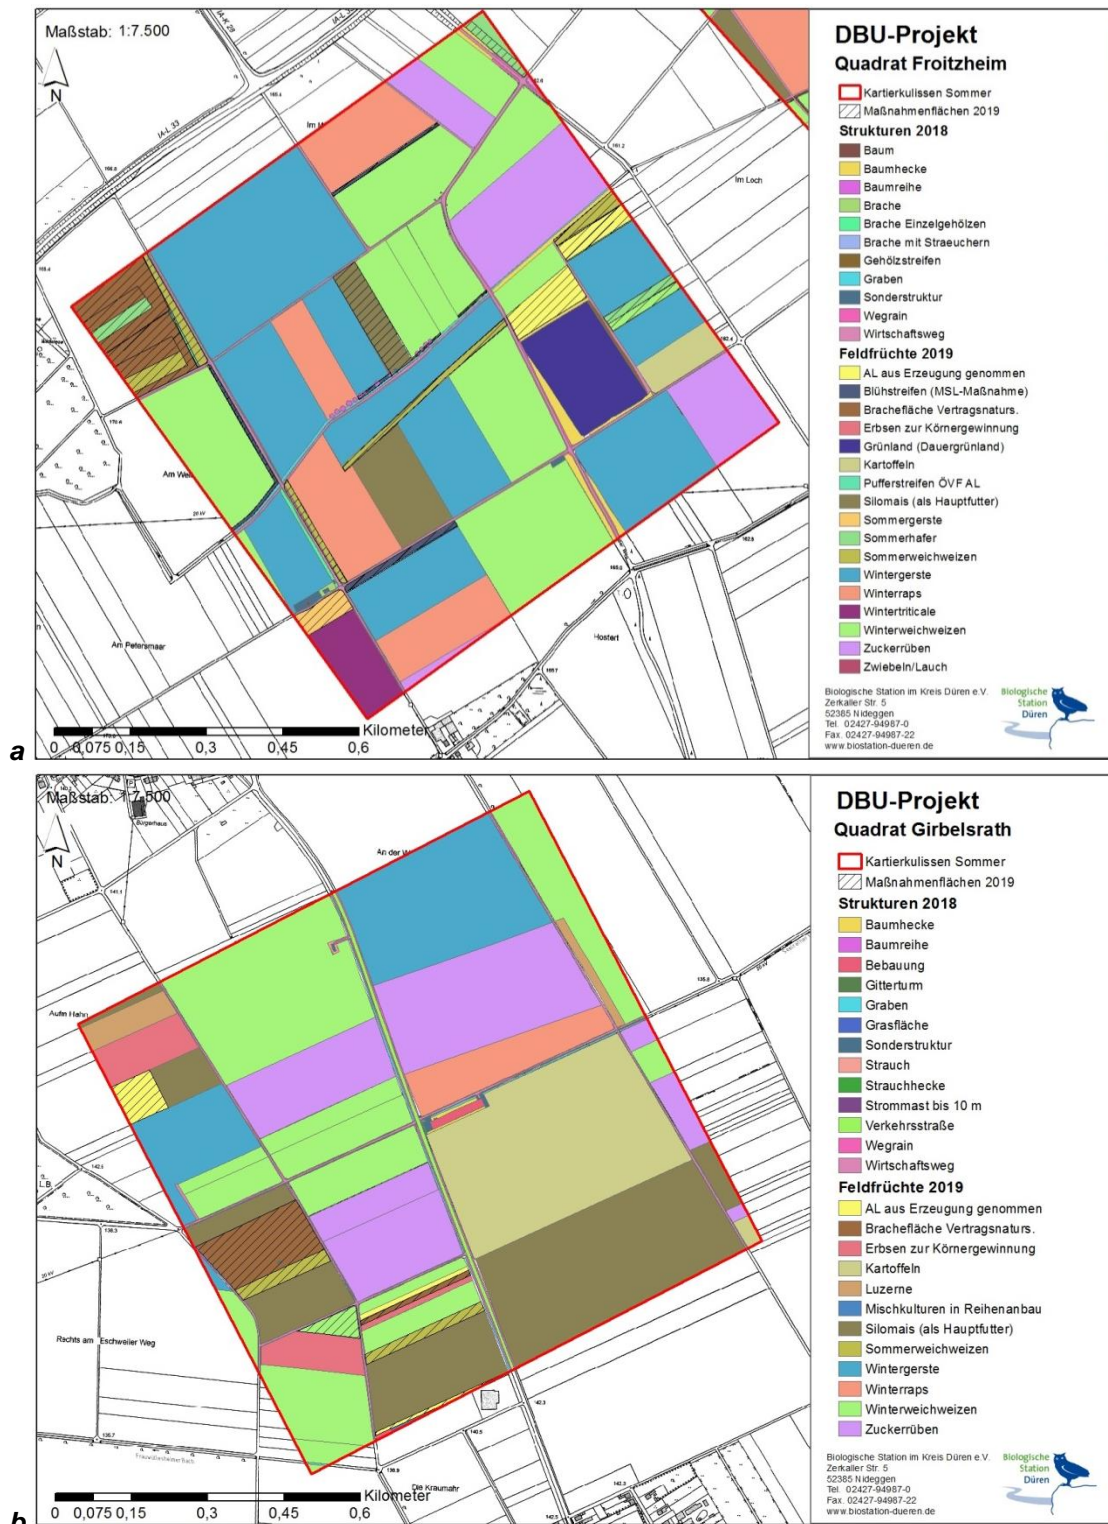 Maßstab: 1:7.500
N
IA-K 29
IA-L 33
Im Loch
Am Petersmaar
Hostert
Kilometer
0 0,075 0,15 0,3 0,45 0,6
a
DBU-Projekt
Quadrat Froitzheim
Kartierkulissen Sommer
Maßnahmenflächen 2019
Strukturen 2018
Baum
Baumhecke
Baumreihe
Brache
Brache Einzelgehölzen
Brache mit Straeuchern
Gehölzstreifen
Graben
Sonderstruktur
Wegrain
Wirtschaftsweg
Feldfrüchte 2019
AL aus Erzeugung genommen
Blühstreifen (MSL-Maßnahme)
Brachefläche Vertragsnaturs.
Erbsen zur Körnergewinnung
Grünland (Dauergrünland)
Kartoffeln
Pufferstreifen ÖVF AL
Silomais (als Hauptfutter)
Sommergerste
Sommerhafer
Sommerweichweizen
Wintergerste
Winterraps
Wintertriticale
Winterweichweizen
Zuckerrüben
Zwiebeln/Lauch
Biologische Station im Kreis Düren e.V.
Zerkaller Str. 5
52385 Nideggen
Tel. 02427-94987-0
Fax. 02427-94987-22
www.biostation-dueren.de
Biologische
Station
Düren
Maßstab: 1:7.500
Bürgerhaus
N
An der W
Aufm Hahn
Rechts am Eschweiler Weg
Die Kraumahr
Kilometer
0 0,075 0,15 0,3 0,45 0,6
b
DBU-Projekt
Quadrat Girbelsrath
Kartierkulissen Sommer
Maßnahmenflächen 2019
Strukturen 2018
Baumhecke
Baumreihe
Bebauung
Gitterturm
Graben
Grasfläche
Sonderstruktur
Strauch
Strauchhecke
Strommast bis 10 m
Verkehrsstraße
Wegrain
Wirtschaftsweg
Feldfrüchte 2019
AL aus Erzeugung genommen
Brachefläche Vertragsnaturs.
Erbsen zur Körnergewinnung
Kartoffeln
Luzerne
Mischkulturen in Reihenanbau
Silomais (als Hauptfutter)
Sommerweichweizen
Wintergerste
Winterraps
Winterweichweizen
Zuckerrüben
Biologische Station im Kreis Düren e.V.
Zerkaller Str. 5
52385 Nideggen
Tel. 02427-94987-0
Fax. 02427-94987-22
www.biostation-dueren.de
Biologische
Station
Düren